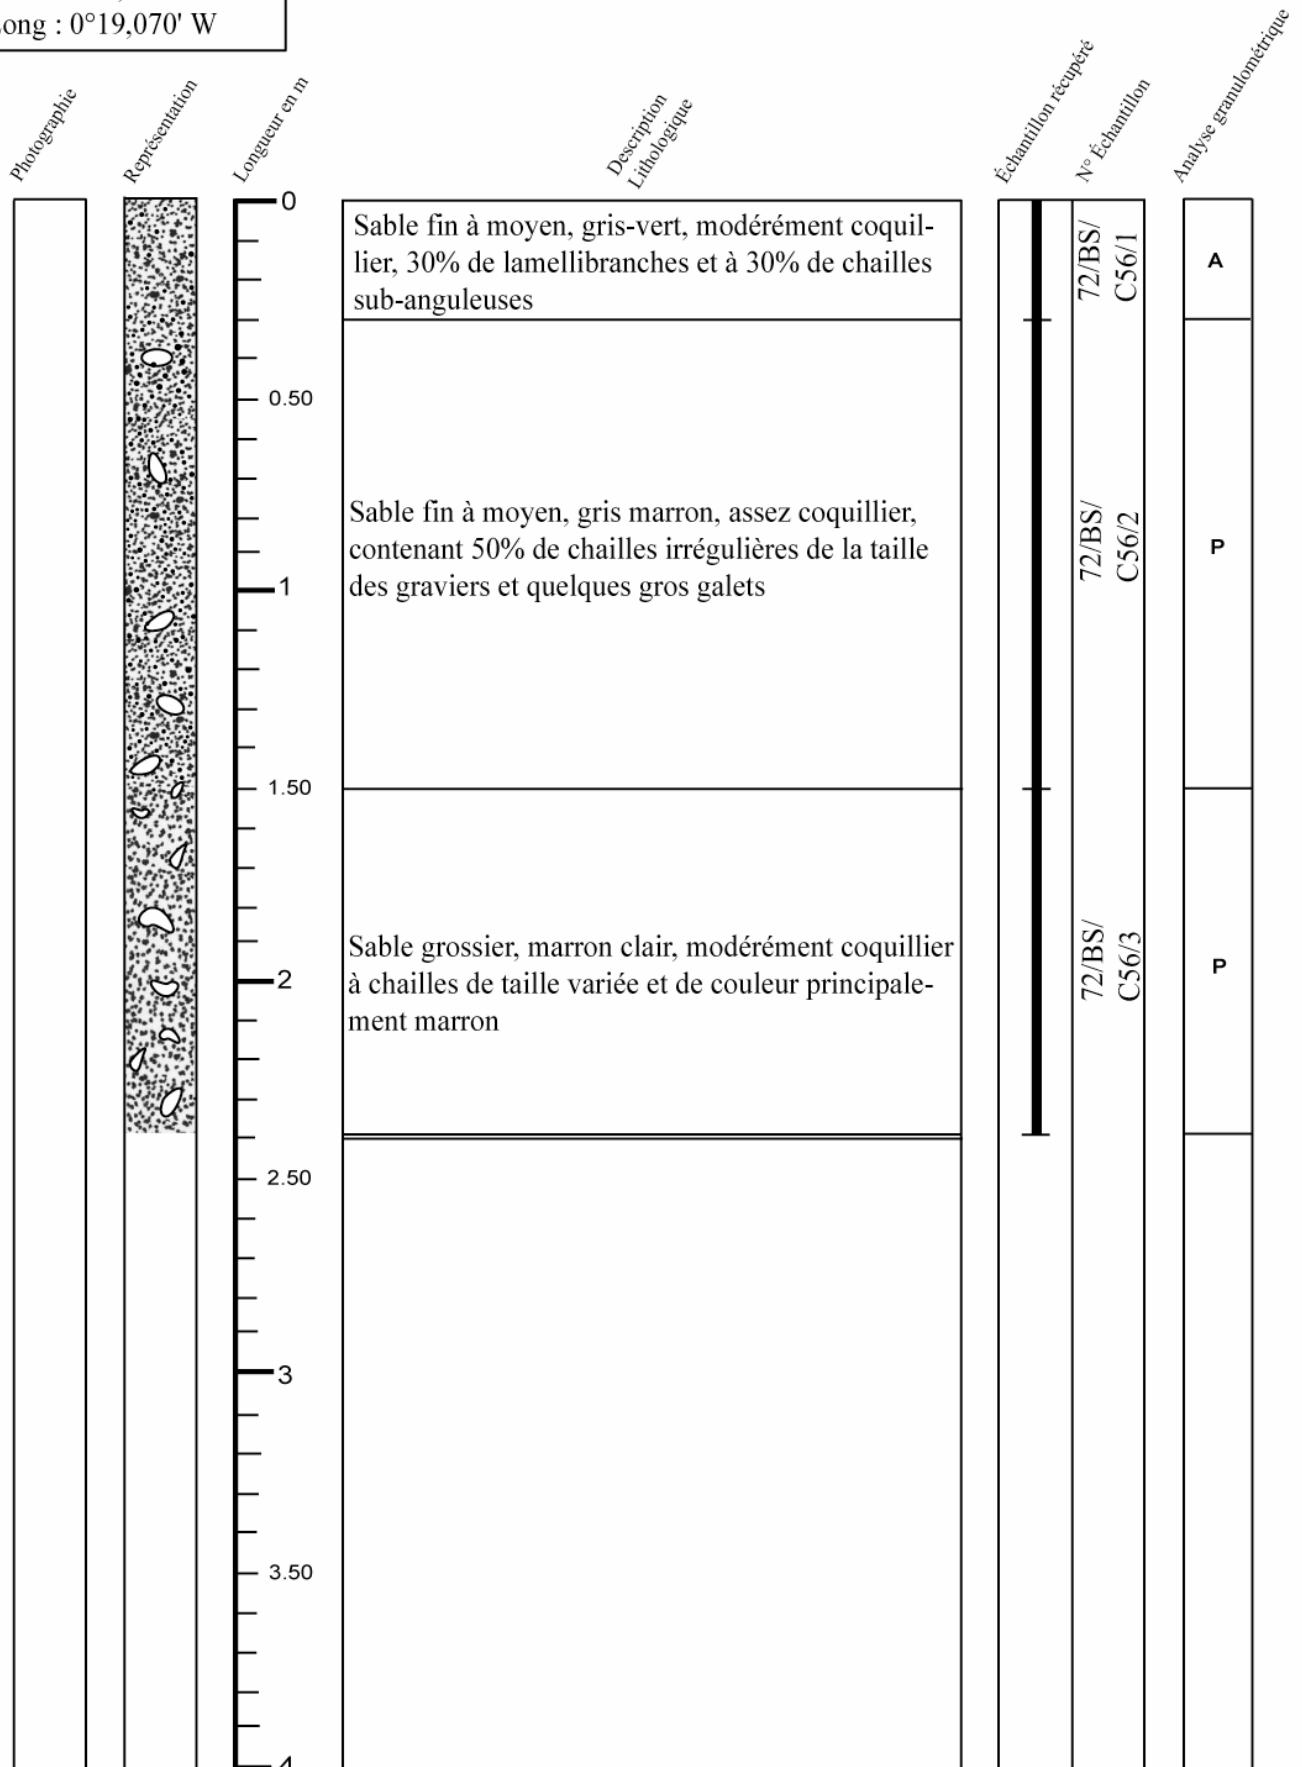 Long : 0°19,070' W
Photographie
Représentation
Longueur en m
Description
Lithologique
Échantillon récupéré
N° Échantillon
Analyse granulométrique
0
Sable fin à moyen, gris-vert, modérément coquil-
lier, 30% de lamellibranches et à 30% de chailles
sub-anguleuses
72/BS/
C56/1
A
0.50
Sable fin à moyen, gris marron, assez coquillier,
contenant 50% de chailles irrégulières de la taille
des graviers et quelques gros galets
72/BS/
C56/2
P
1
1.50
Sable grossier, marron clair, modérément coquillier
à chailles de taille variée et de couleur principale-
ment marron
72/BS/
C56/3
P
2
2.50
3
3.50
4